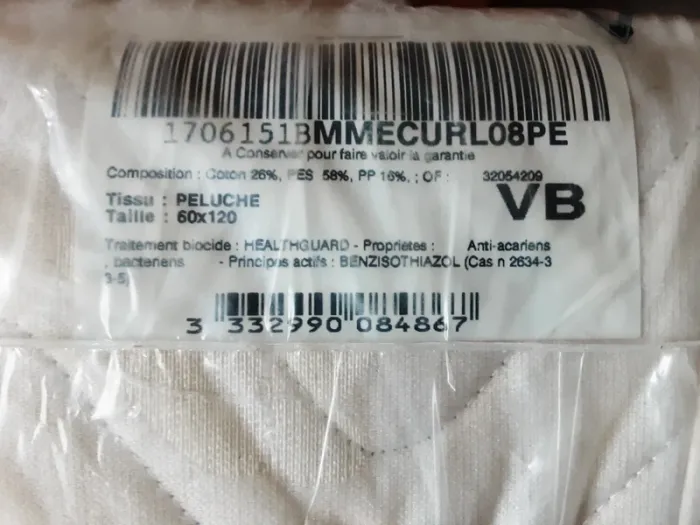 1706151BMMECURL08PE
A Conserver pour faire valoir la garantie
Composition : Coton 26%, PES 58%, PP 16%, ; OF : 32054209
Tissu : PELUCHE
Taille : 60x120
VB
Traitement biocide : HEALTHGUARD - Proprietes : Anti-acariens
, bacteriens - Principes actifs : BENZISOTHIAZOL (Cas n 2634-3
3-5)
3 332990 084867